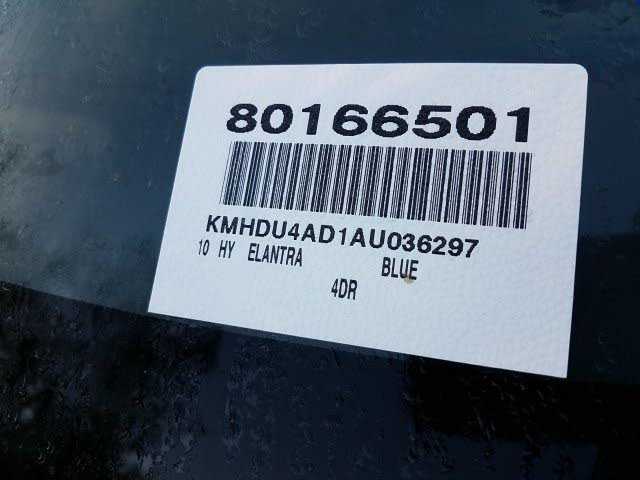 80166501
KMHDU4AD1AU036297
10 HY ELANTRA BLUE
4DR